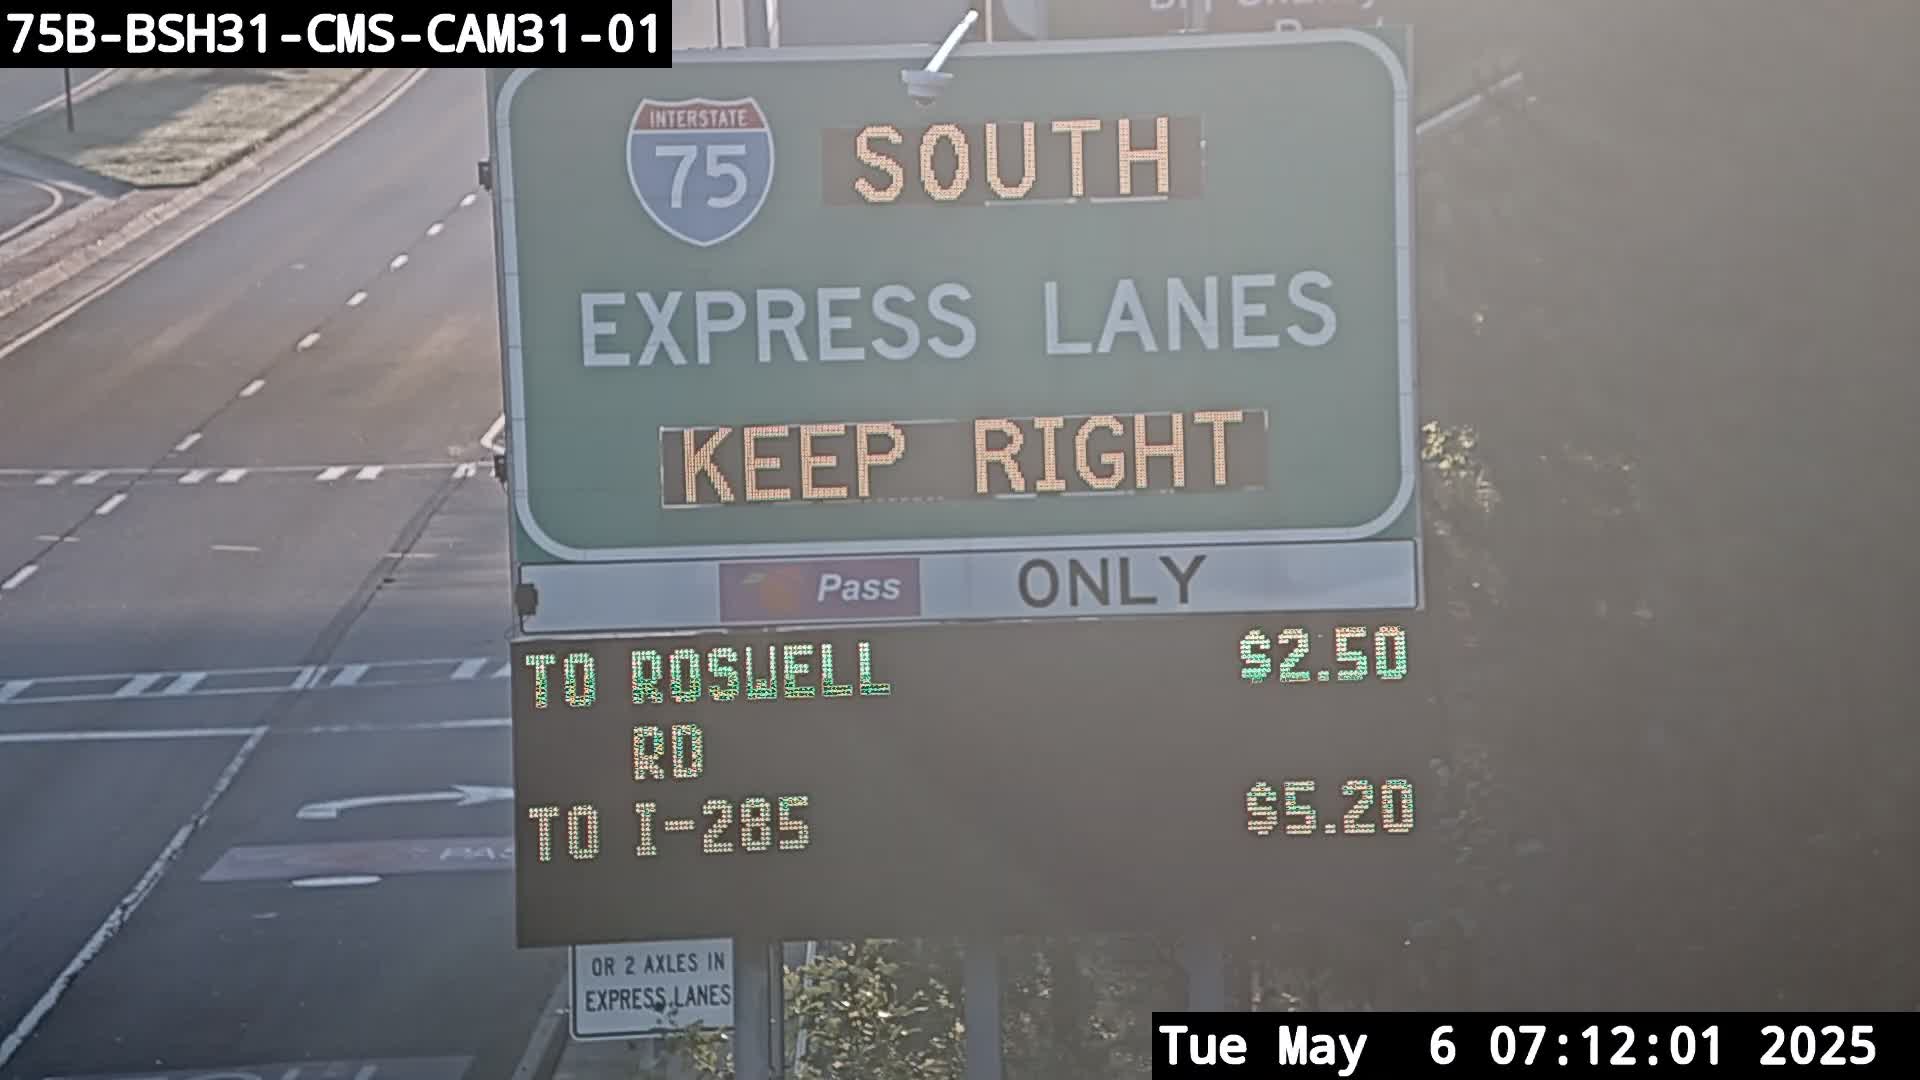 75B-BSH31-CMS-CAM31-01
INTERSTATE
75
SOUTH
EXPRESS LANES
KEEP RIGHT
Pass ONLY
TO ROSWELL $2.50
RD
TO I-285 $5.20
OR 2 AXLES IN
EXPRESS LANES
Tue May 6 07:12:01 2025